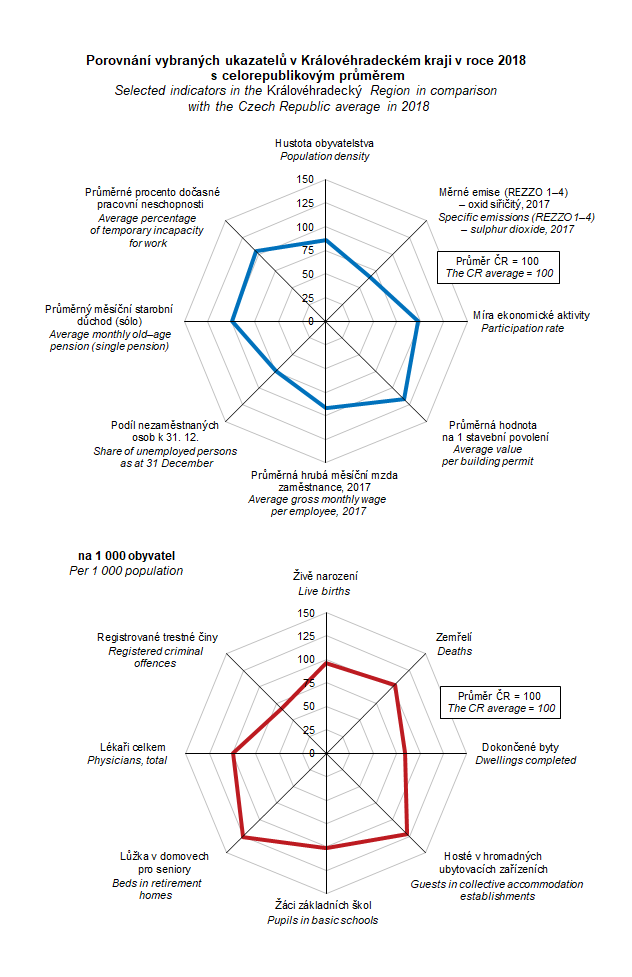 Porovnání vybraných ukazatelů v Královéhradeckém kraji v roce 2018
s celorepublikovým průměrem
Selected indicators in the Královéhradecký Region in comparison
with the Czech Republic average in 2018
Hustota obyvatelstva
Population density
150
125
100
75
50
25
0
Průměrné procento dočasné
pracovní neschopnosti
Average percentage
of temporary incapacity
for work
Měrné emise (REZZO 1–4)
– oxid siřičitý, 2017
Specific emissions (REZZO 1–4)
– sulphur dioxide, 2017
Průměr ČR = 100
The CR average = 100
Průměrný měsíční starobní
důchod (sólo)
Average monthly old–age
pension (single pension)
Míra ekonomické aktivity
Participation rate
Podíl nezaměstnaných
osob k 31. 12.
Share of unemployed persons
as at 31 December
Průměrná hodnota
na 1 stavební povolení
Average value
per building permit
Průměrná hrubá měsíční mzda
zaměstnance, 2017
Average gross monthly wage
per employee, 2017
na 1 000 obyvatel
Per 1 000 population
Živě narození
Live births
150
125
100
75
50
25
0
Registrované trestné činy
Registered criminal
offences
Zemřelí
Deaths
Průměr ČR = 100
The CR average = 100
Lékaři celkem
Physicians, total
Dokončené byty
Dwellings completed
Lůžka v domovech
pro seniory
Beds in retirement
homes
Hosté v hromadných
ubytovacích zařízeních
Guests in collective accommodation
establishments
Žáci základních škol
Pupils in basic schools